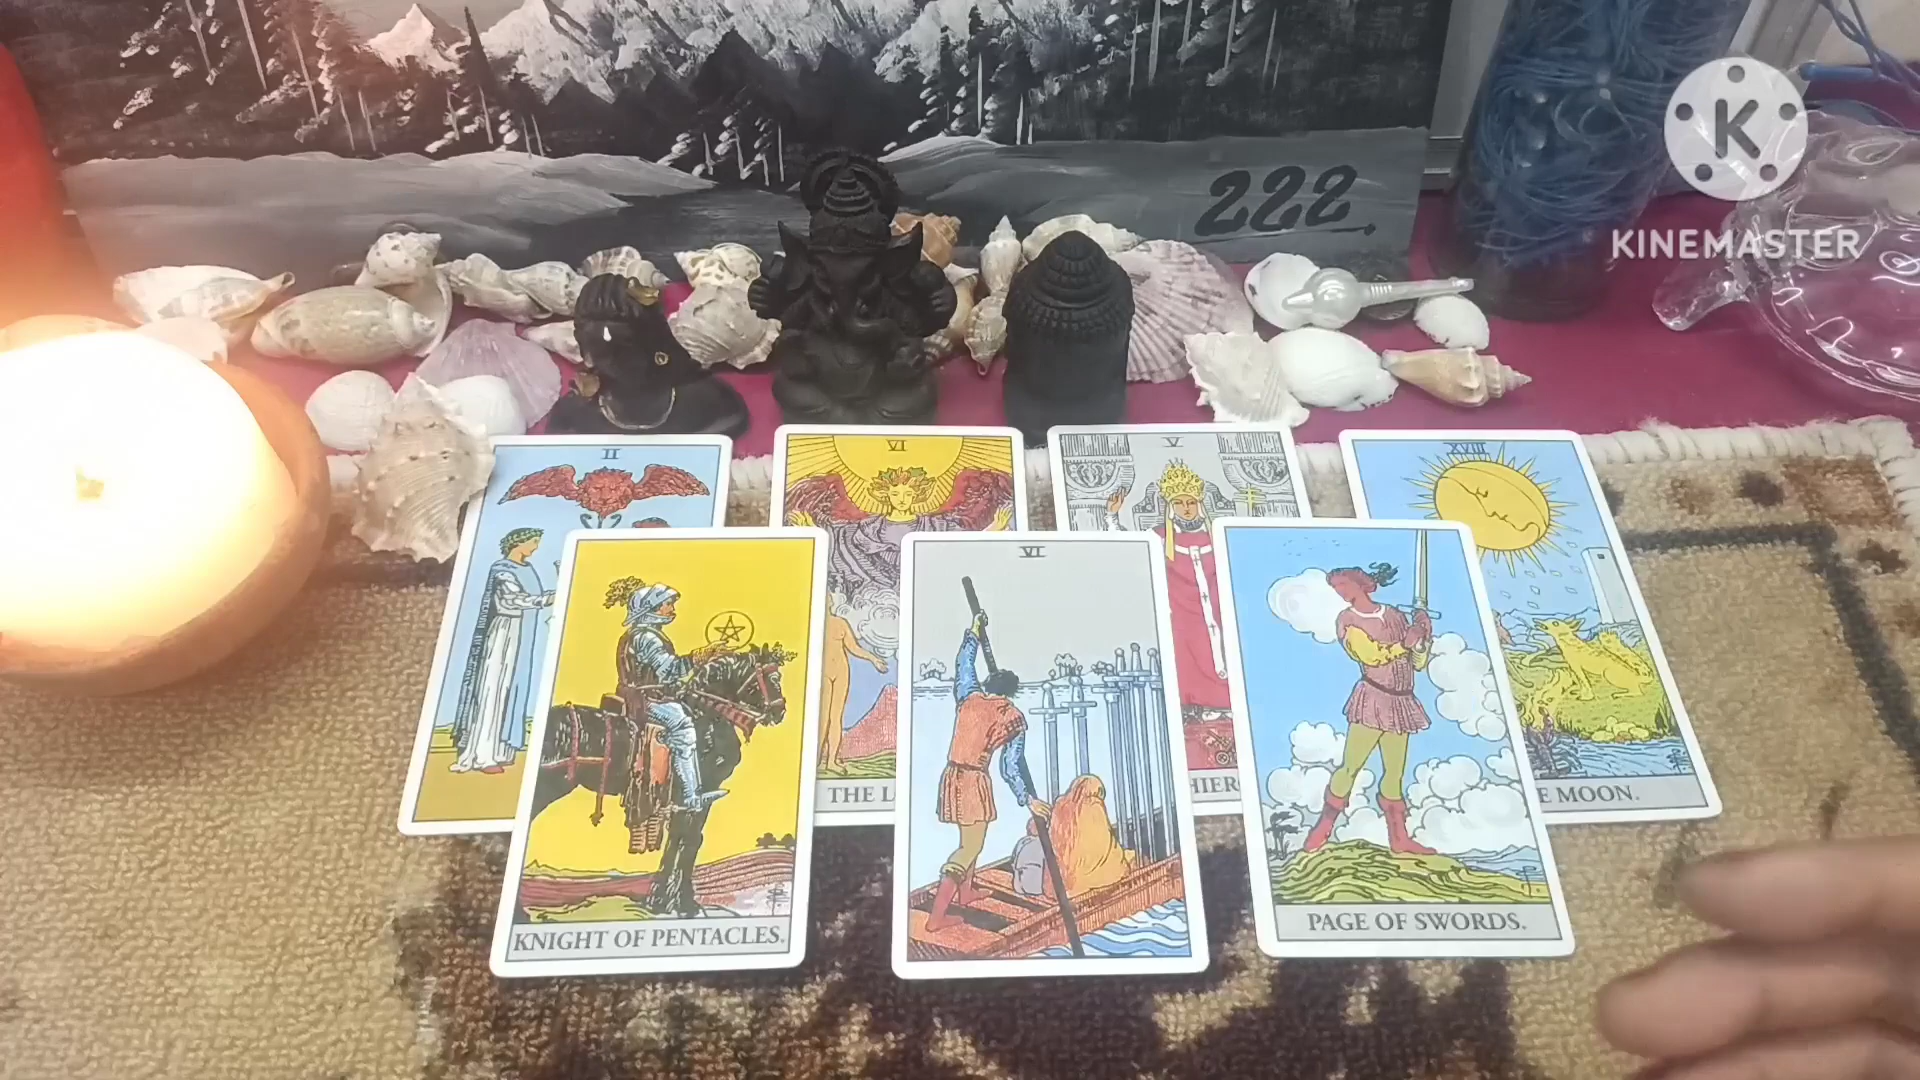 222
K
KINEMASTER
II
VI
V
XVIII
VI
THE L
HIER
E MOON.
KNIGHT OF PENTACLES.
PAGE OF SWORDS.